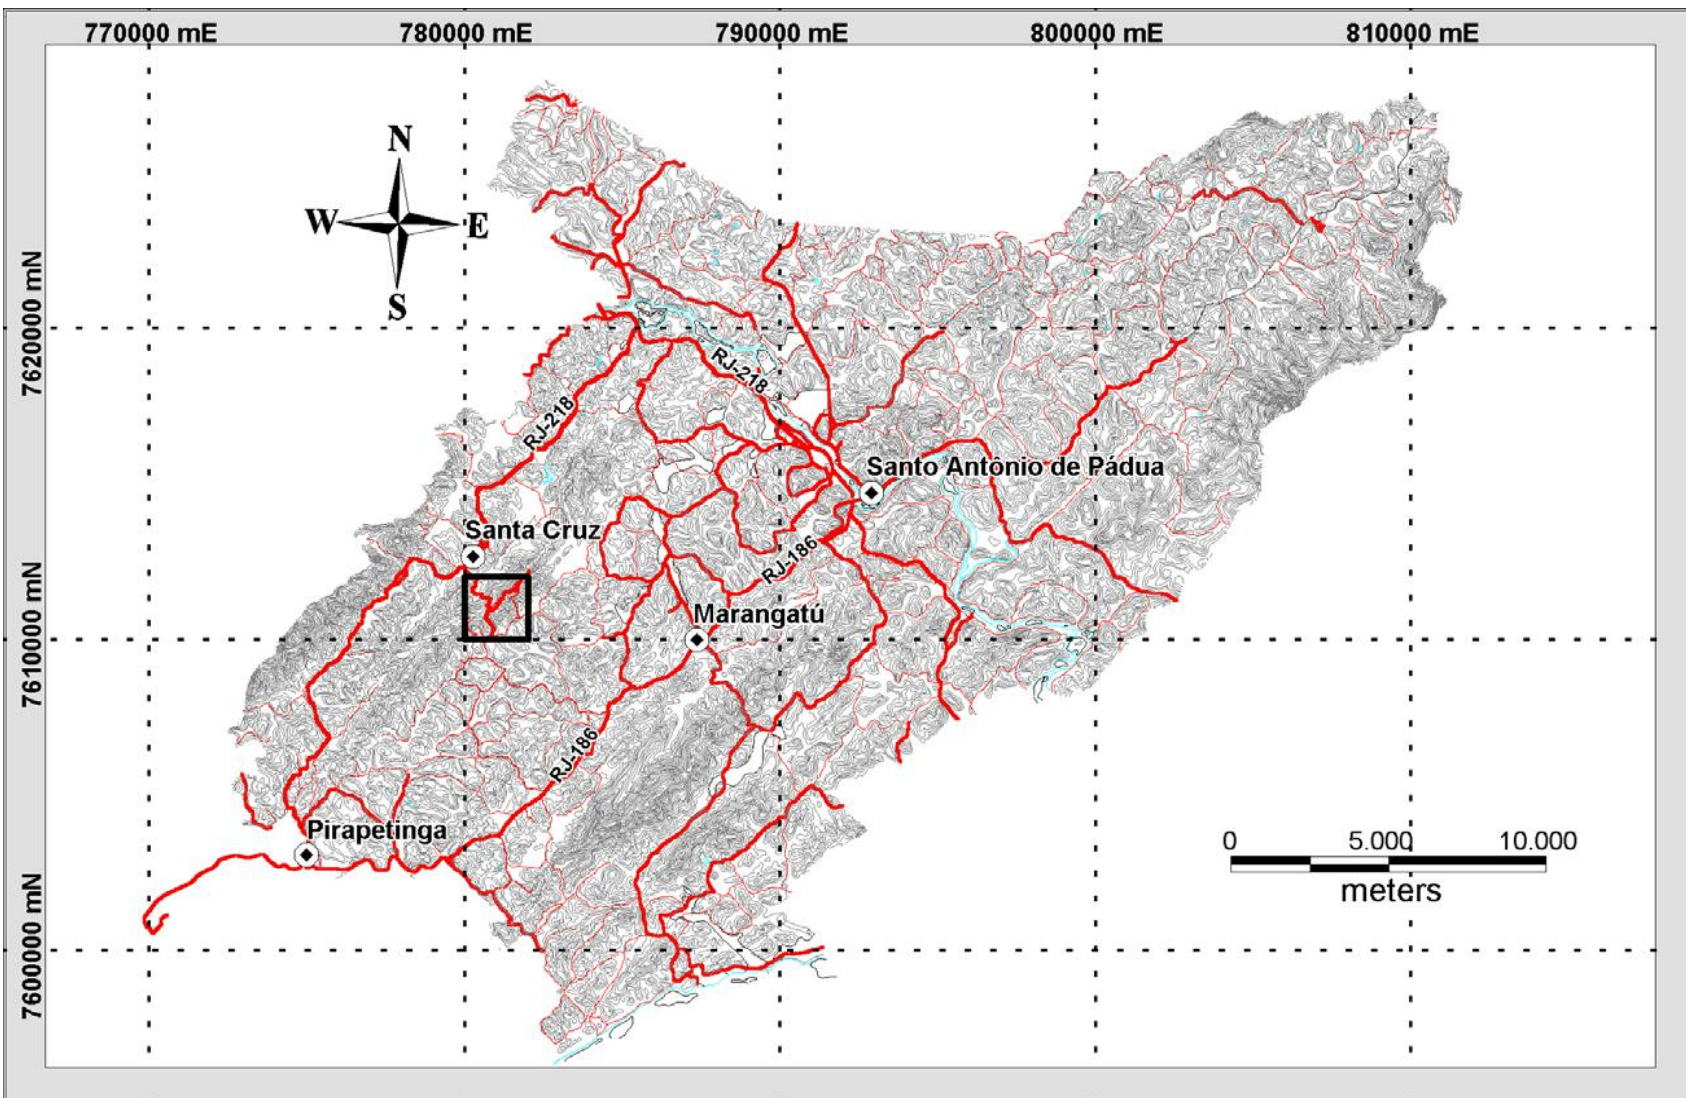 770000 mE 780000 mE 790000 mE 800000 mE 810000 mE
N
W E
S
7620000 mN
RJ-218
RJ-218
Santo Antônio de Pádua
Santa Cruz
RJ-186
7610000 mN
Marangatú
RJ-186
Pirapetinga
0 5.000 10.000
meters
7600000 mN